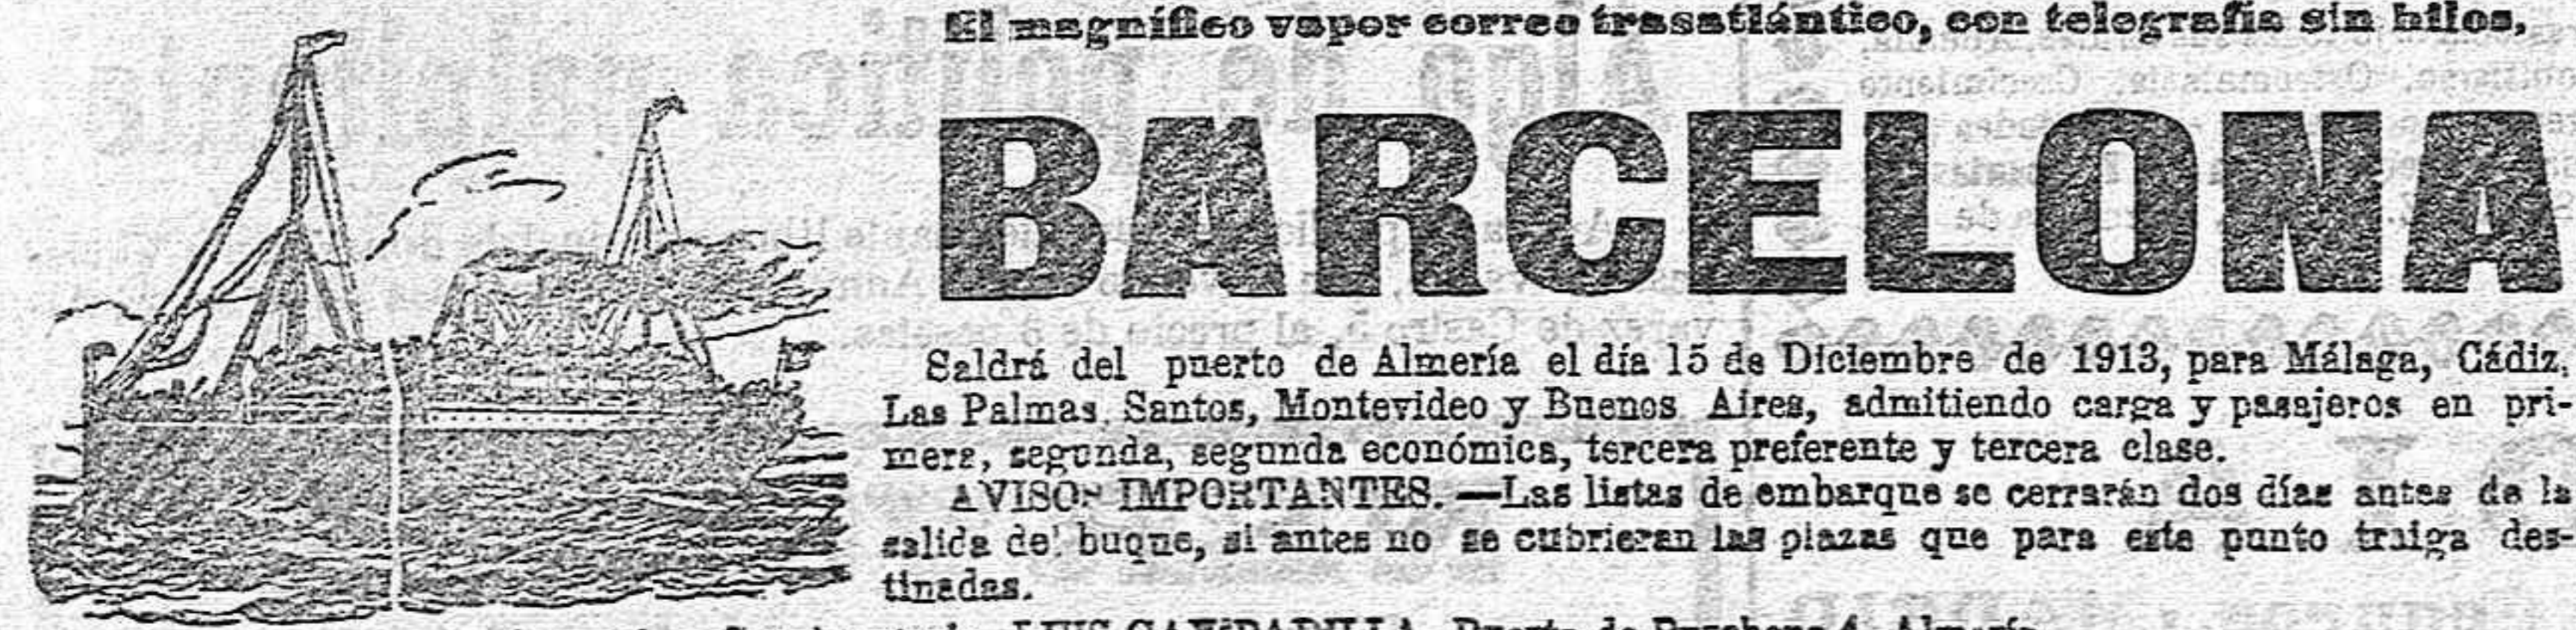 El magnífico vapor correo trasatlántico, con telegrafía sin hilos,
BARCELONA
Saldrá del puerto de Almería el día 15 de Diciembre de 1913, para Málaga, Cádiz,
Las Palmas, Santos, Montevideo y Buenos Aires, admitiendo carga y pasajeros en pri-
mera, segunda, segunda económica, tercera preferente y tercera clase.
AVISOS IMPORTANTES. —Las listas de embarque se cerrarán dos días antes de la
salida del buque, si antes no se cubrieran las plazas que para este punto traiga des-
tinadas.
LUIS Almería